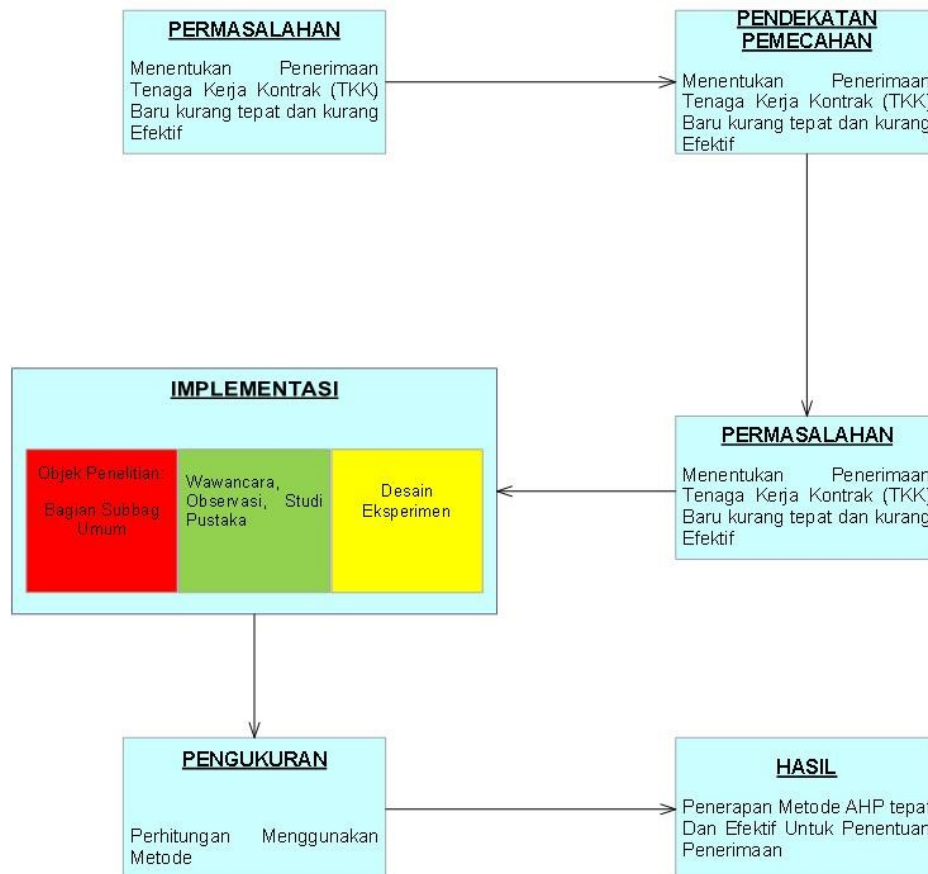 PERMASALAHAN
Menentukan Penerimaan
Tenaga Kerja Kontrak (TKK)
Baru kurang tepat dan kurang
Efektif
PENDEKATAN
PEMECAHAN
Menentukan Penerimaan
Tenaga Kerja Kontrak (TKK)
Baru kurang tepat dan kurang
Efektif
PERMASALAHAN
Menentukan Penerimaan
Tenaga Kerja Kontrak (TKK)
Baru kurang tepat dan kurang
Efektif
IMPLEMENTASI
Objek Penelitian:
Bagian Subbag
Umum
Wawancara,
Observasi, Studi
Pustaka
Desain
Eksperimen
PENGUKURAN
Perhitungan Menggunakan
Metode
HASIL
Penerapan Metode AHP tepat
Dan Efektif Untuk Penentuan
Penerimaan